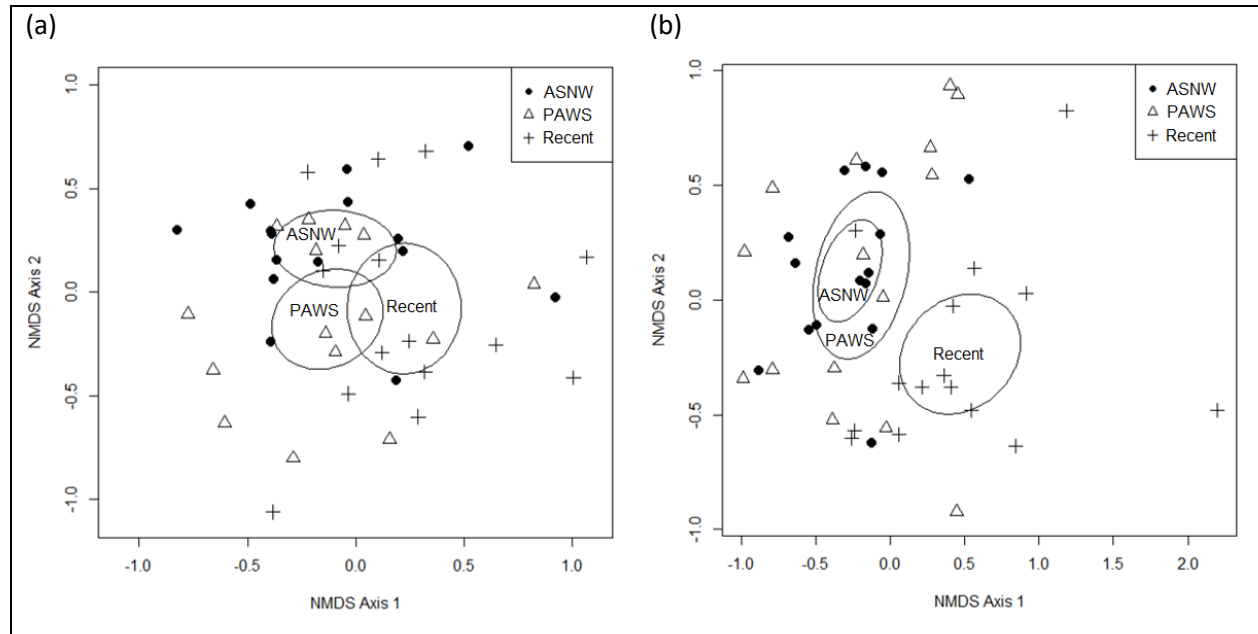 (a)
ASNW
PAWS
Recent
1.0
0.5
0.0
-0.5
-1.0
NMDS Axis 2
ASNW
PAWS
Recent
-1.0
-0.5
0.0
0.5
1.0
NMDS Axis 1
(b)
ASNW
PAWS
Recent
1.0
0.5
0.0
-0.5
-1.0
NMDS Axis 2
ASNW
PAWS
Recent
-1.0
-0.5
0.0
0.5
1.0
1.5
2.0
NMDS Axis 1